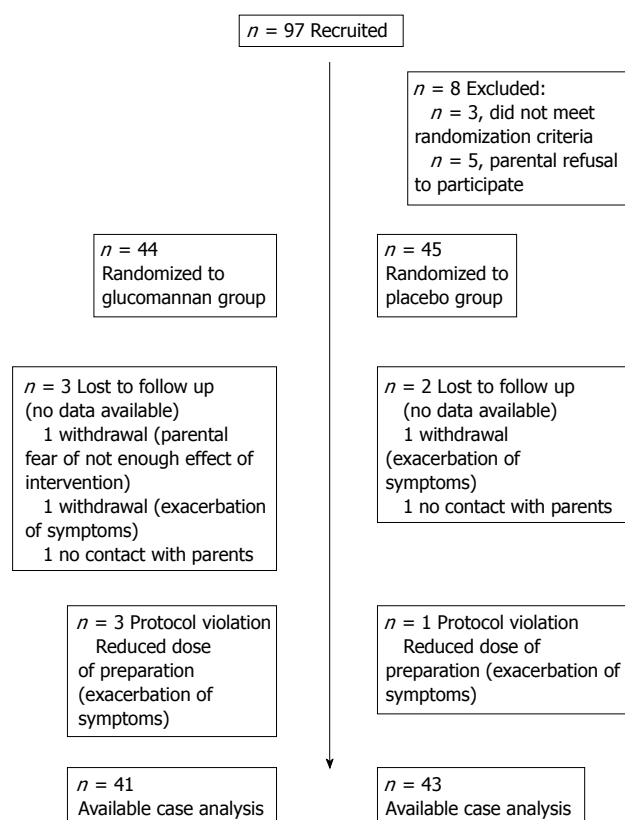 n = 97 Recruited
n = 8 Excluded:
n = 3, did not meet
randomization criteria
n = 5, parental refusal
to participate
n = 44
Randomized to
glucomannan group
n = 45
Randomized to
placebo group
n = 3 Lost to follow up
(no data available)
1 withdrawal (parental
fear of not enough effect of
intervention)
1 withdrawal (exacerbation
of symptoms)
1 no contact with parents
n = 2 Lost to follow up
(no data available)
1 withdrawal
(exacerbation of
symptoms)
1 no contact with parents
n = 3 Protocol violation
Reduced dose
of preparation
(exacerbation of
symptoms)
n = 1 Protocol violation
Reduced dose of
preparation (exacerbation of
symptoms)
n = 41
Available case analysis
n = 43
Available case analysis